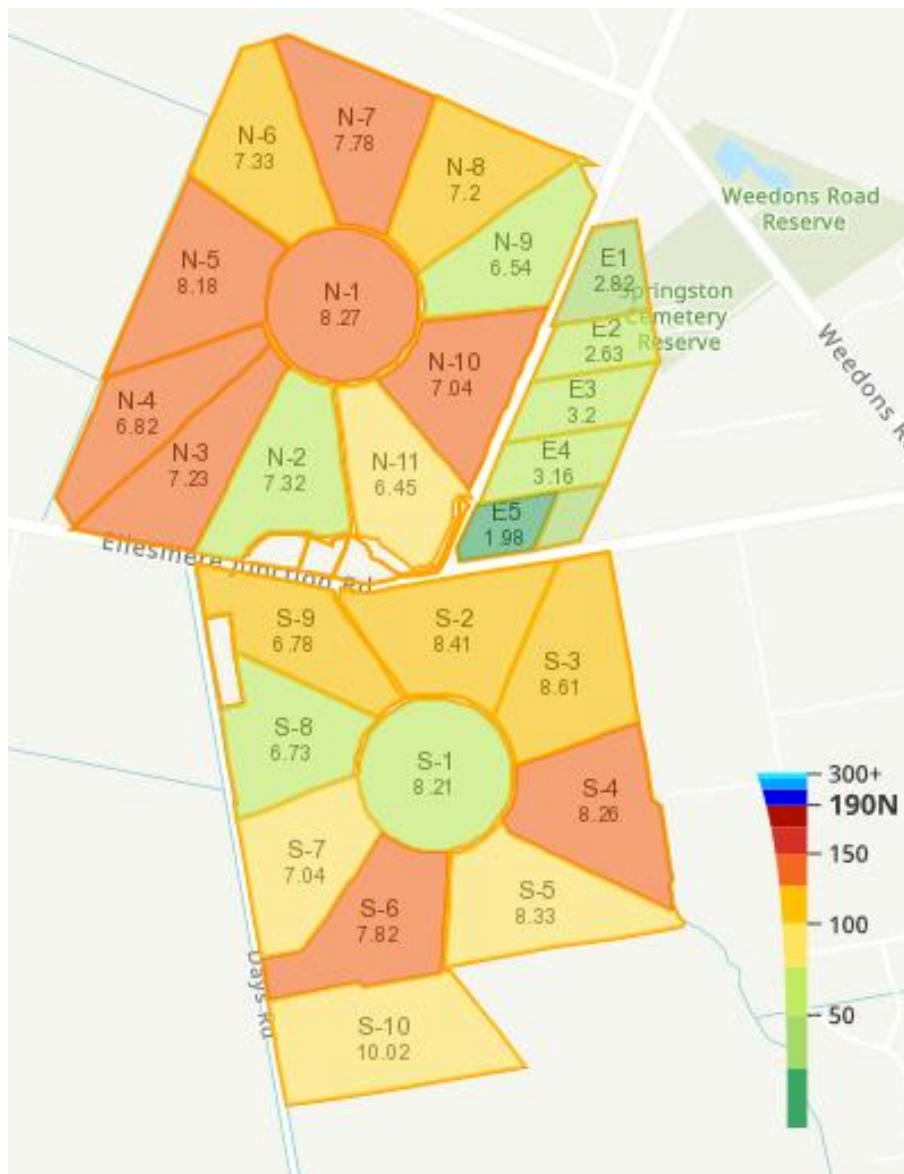 N-7
7.78
N-6
7.33
N-8
7.2
Weedons Road
Reserve
N-9
6.54
N-5
8.18
E1
2.82
N-1
8.27
Springston
Cemetery
Reserve
E2
2.63
Weedons R
N-10
7.04
E3
3.2
N-4
6.82
N-3
7.23
N-2
7.32
N-11
6.45
E4
3.16
E5
1.98
Ellesmere Junction Rd
S-9
6.78
S-2
8.41
S-3
8.61
S-8
6.73
S-1
8.21
S-4
8.26
300+
190N
150
100
50
S-7
7.04
S-5
8.33
S-6
7.82
Days Rd
S-10
10.02